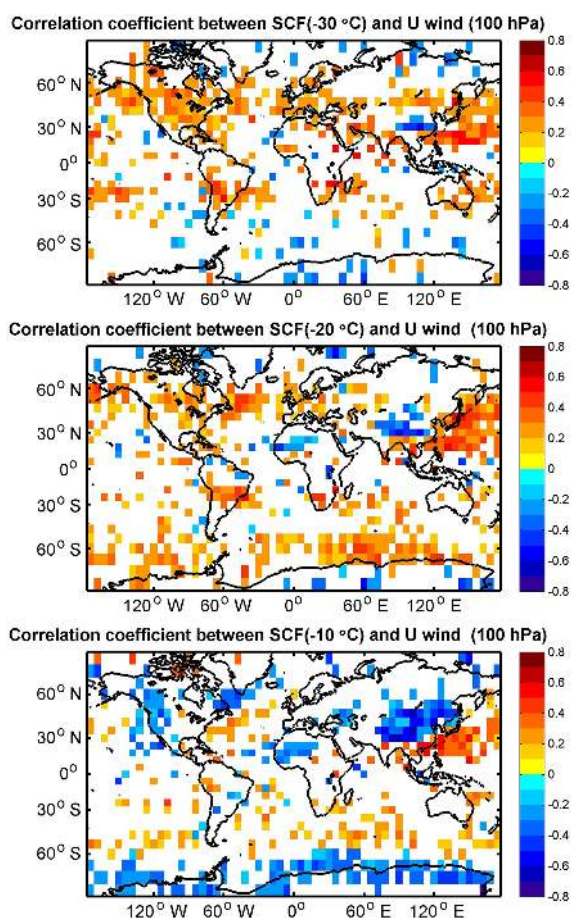 Correlation coefficient between SCF(-30 °C) and U wind (100 hPa)
0.8
0.6
60° N
0.4
30° N
0.2
0°
0
30° S
-0.2
-0.4
60° S
-0.6
-0.8
120° W 60° W 0° 60° E 120° E
Correlation coefficient between SCF(-20 °C) and U wind (100 hPa)
0.8
0.6
60° N
0.4
30° N
0.2
0°
0
30° S
-0.2
-0.4
60° S
-0.6
-0.8
120° W 60° W 0° 60° E 120° E
Correlation coefficient between SCF(-10 °C) and U wind (100 hPa)
0.8
0.6
60° N
0.4
30° N
0.2
0°
0
30° S
-0.2
-0.4
60° S
-0.6
-0.8
120° W 60° W 0° 60° E 120° E